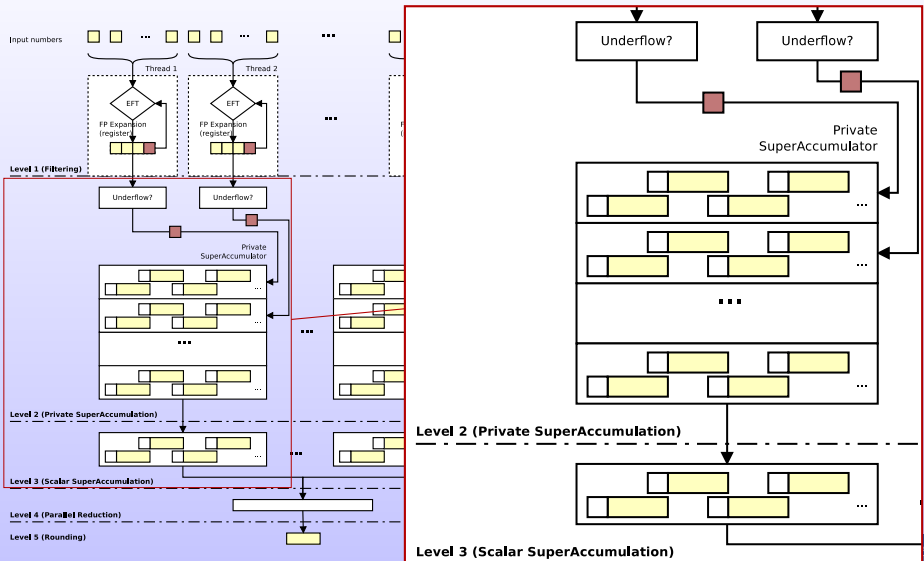 Input numbers
...
...
...
Thread 1
Thread 2
EFT
EFT
FP Expansion
(register)
FP Expansion
(register)
...
Level 1 (Filtering)
Underflow?
Underflow?
Private
SuperAccumulator
...
...
...
...
...
Level 2 (Private SuperAccumulation)
...
...
Level 3 (Scalar SuperAccumulation)
Level 4 (Parallel Reduction)
Level 5 (Rounding)
Underflow?
Underflow?
Private
SuperAccumulator
...
...
...
...
Level 2 (Private SuperAccumulation)
...
Level 3 (Scalar SuperAccumulation)